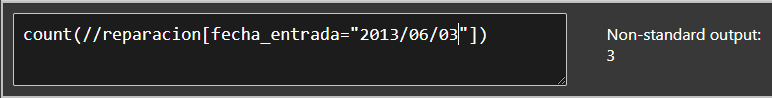 count(//reparacion[fecha_entrada="2013/06/03"])
Non-standard output:
3